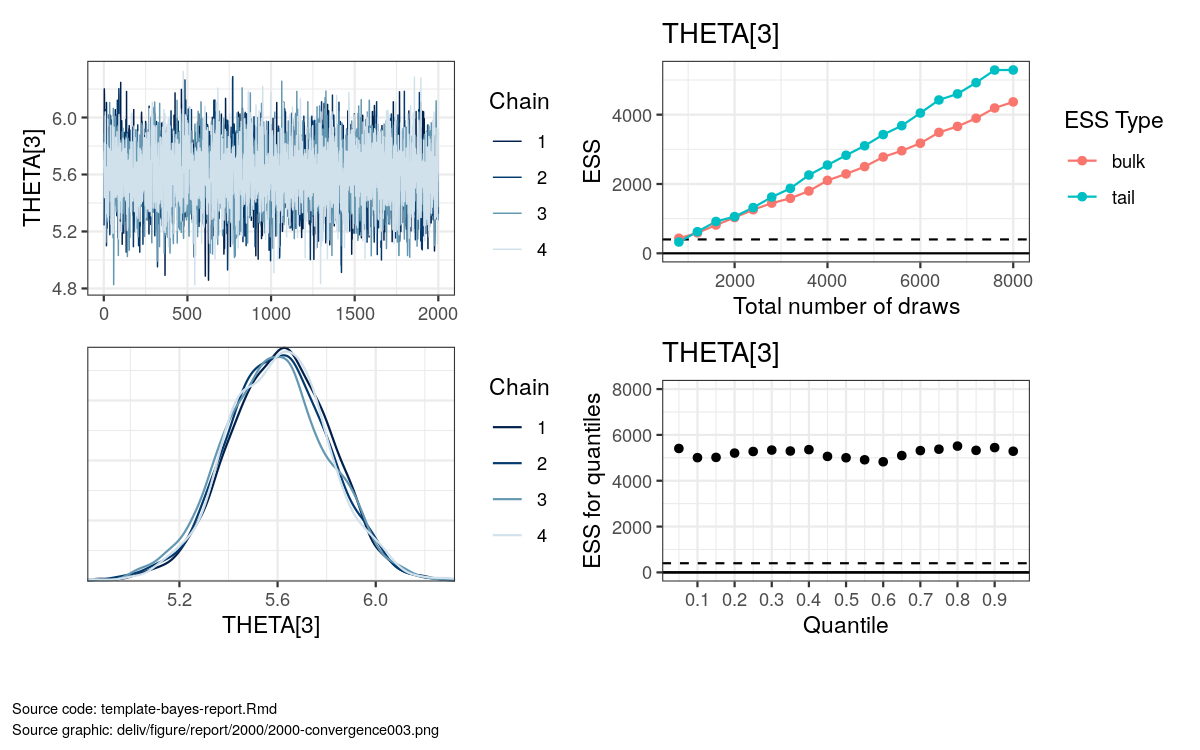 THETA[3]
6.0
5.6
5.2
4.8
0
500
1000
1500
2000
Chain
1
2
3
4
THETA[3]
ESS
4000
2000
0
2000
4000
6000
8000
Total number of draws
ESS Type
bulk
tail
5.2
5.6
6.0
THETA[3]
Chain
1
2
3
4
THETA[3]
ESS for quantiles
8000
6000
4000
2000
0
0.1
0.2
0.3
0.4
0.5
0.6
0.7
0.8
0.9
Quantile
Source code: template-bayes-report.Rmd
Source graphic: deliv/figure/report/2000/2000-convergence003.png